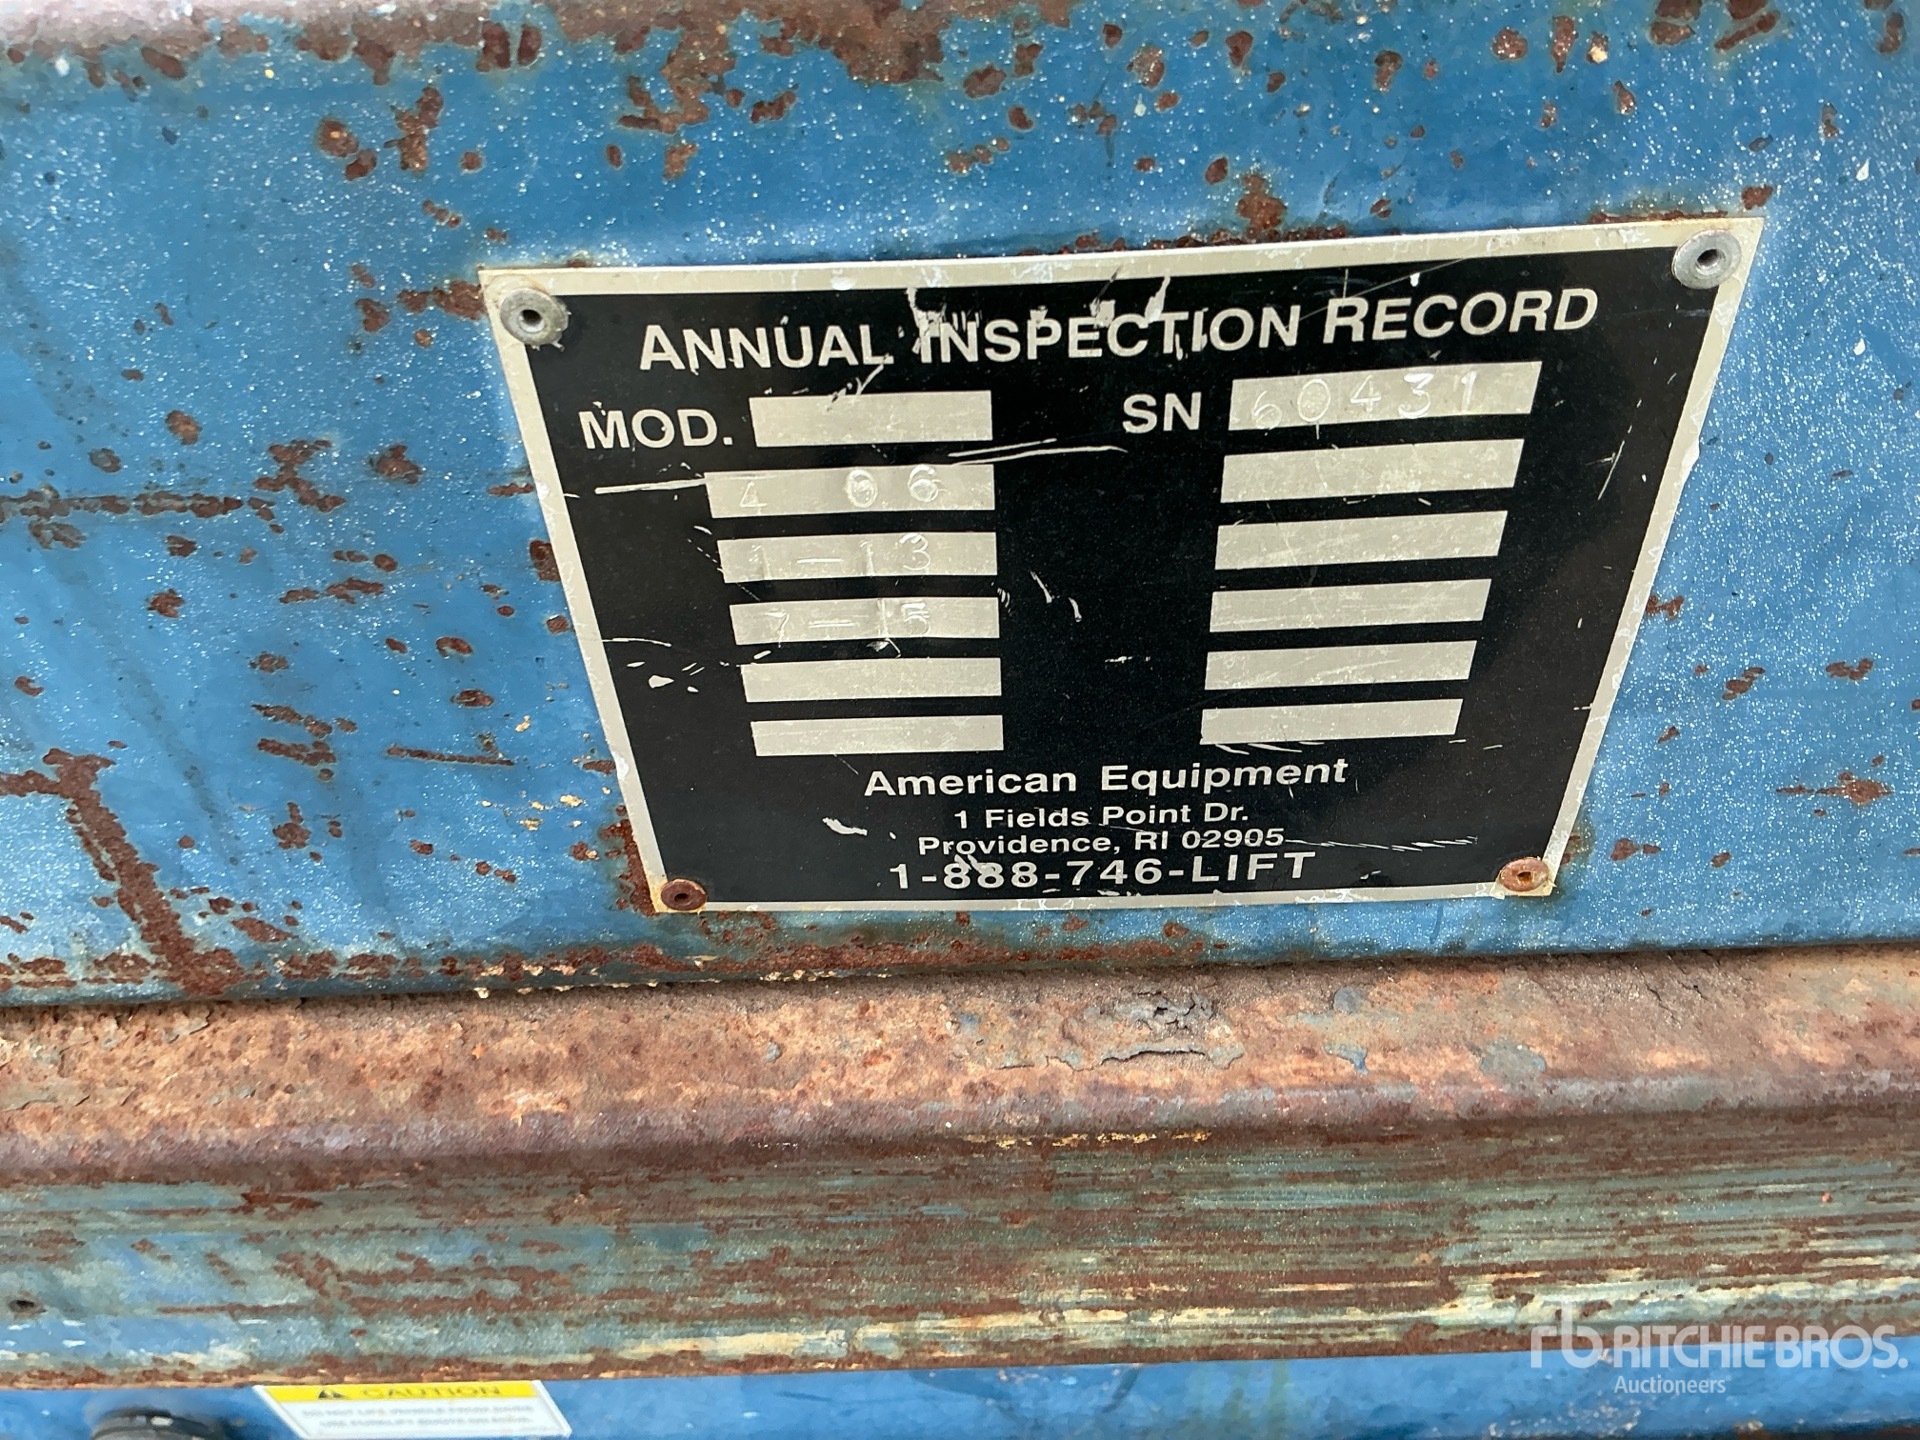 ANNUAL INSPECTION RECORD
MOD. SN 60431
4 06
1-13
7-15
American Equipment
1 Fields Point Dr.
Providence, RI 02905
1-888-746-LIFT
CAUTION
rb RITCHIE BROS.
Auctioneers